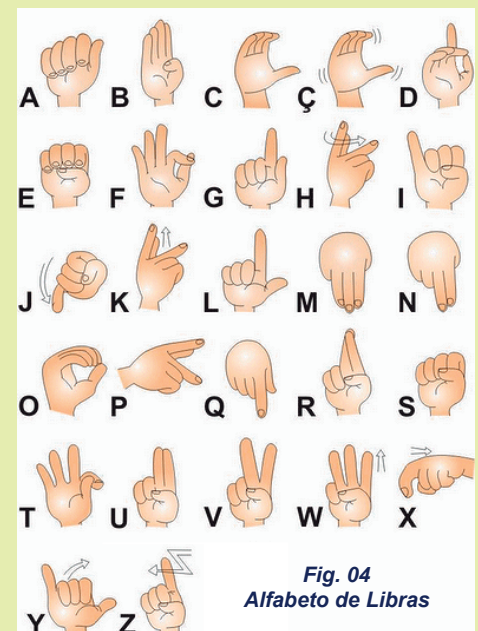 A B C Ç D
E F G H I
J K L M N
O P Q R S
T U V W X
Y Z
Fig. 04
Alfabeto de Libras